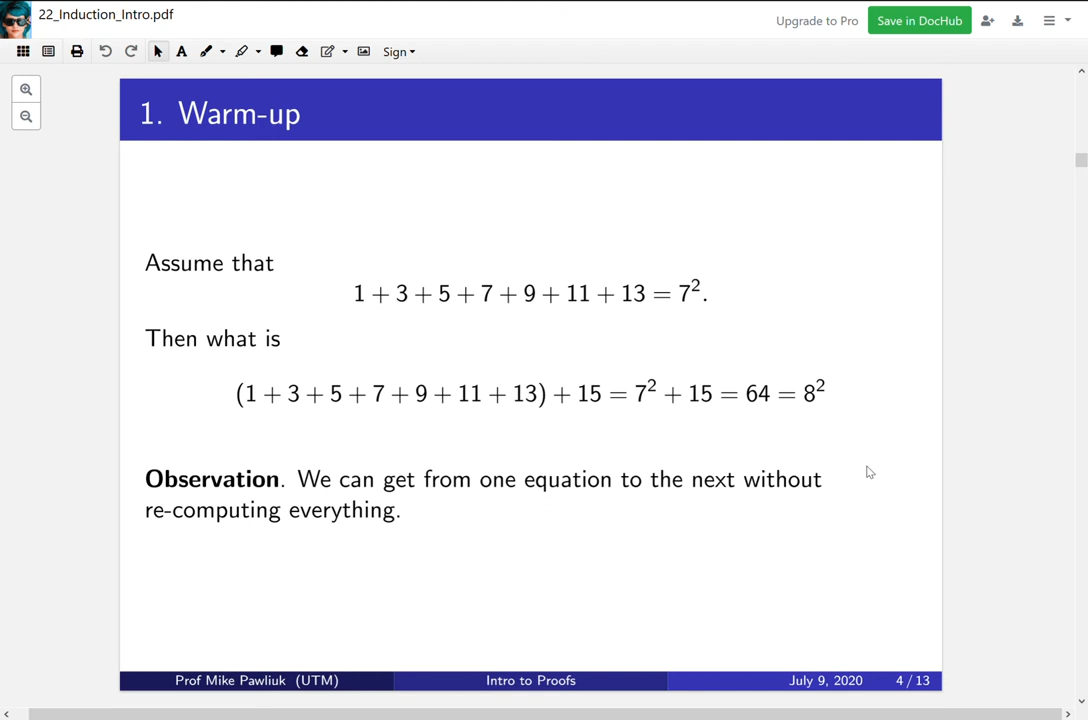 22_Induction_Intro.pdf
Upgrade to Pro
Save in DocHub
A
Sign
1. Warm-up
Assume that
1 + 3 + 5 + 7 + 9 + 11 + 13 = 7².
Then what is
(1 + 3 + 5 + 7 + 9 + 11 + 13) + 15 = 7² + 15 = 64 = 8²
Observation. We can get from one equation to the next without
re-computing everything.
Prof Mike Pawliuk (UTM) Intro to Proofs July 9, 2020 4 / 13